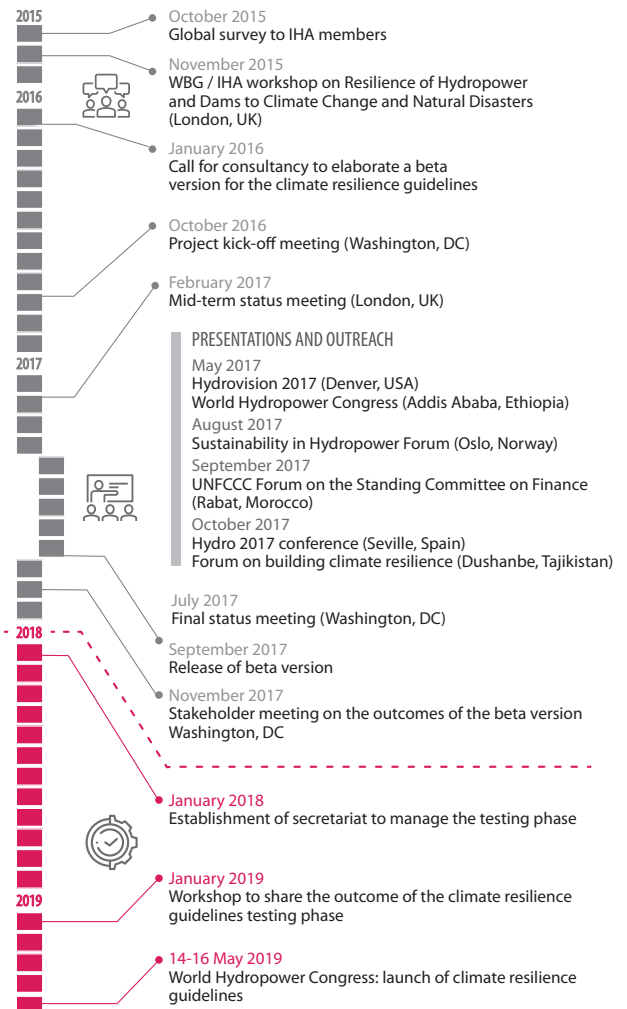 2015
October 2015
Global survey to IHA members
November 2015
WBG / IHA workshop on Resilience of Hydropower
and Dams to Climate Change and Natural Disasters
(London, UK)
2016
January 2016
Call for consultancy to elaborate a beta
version for the climate resilience guidelines
October 2016
Project kick-off meeting (Washington, DC)
February 2017
Mid-term status meeting (London, UK)
PRESENTATIONS AND OUTREACH
2017
May 2017
Hydrovision 2017 (Denver, USA)
World Hydropower Congress (Addis Ababa, Ethiopia)
August 2017
Sustainability in Hydropower Forum (Oslo, Norway)
September 2017
UNFCCC Forum on the Standing Committee on Finance
(Rabat, Morocco)
October 2017
Hydro 2017 conference (Seville, Spain)
Forum on building climate resilience (Dushanbe, Tajikistan)
July 2017
Final status meeting (Washington, DC)
2018
September 2017
Release of beta version
November 2017
Stakeholder meeting on the outcomes of the beta version
Washington, DC
January 2018
Establishment of secretariat to manage the testing phase
January 2019
Workshop to share the outcome of the climate resilience
guidelines testing phase
2019
14-16 May 2019
World Hydropower Congress: launch of climate resilience
guidelines